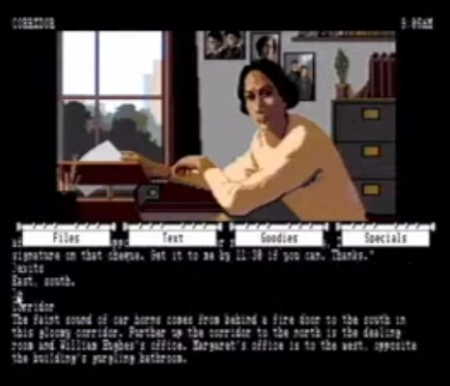 CORRIDOR
Files Text Goodies Specials
signature on that cheque. Get it to me by 11:30 if you can. Thanks."
]exits
East, south.
Corridor
The faint sound of car horns comes from behind a fire door to the south in
this gloomy corridor. Further up the corridor to the north is the dealing
room and William Hughes's office. Margaret's office is to the west, opposite
the building's gurgling bathroom.